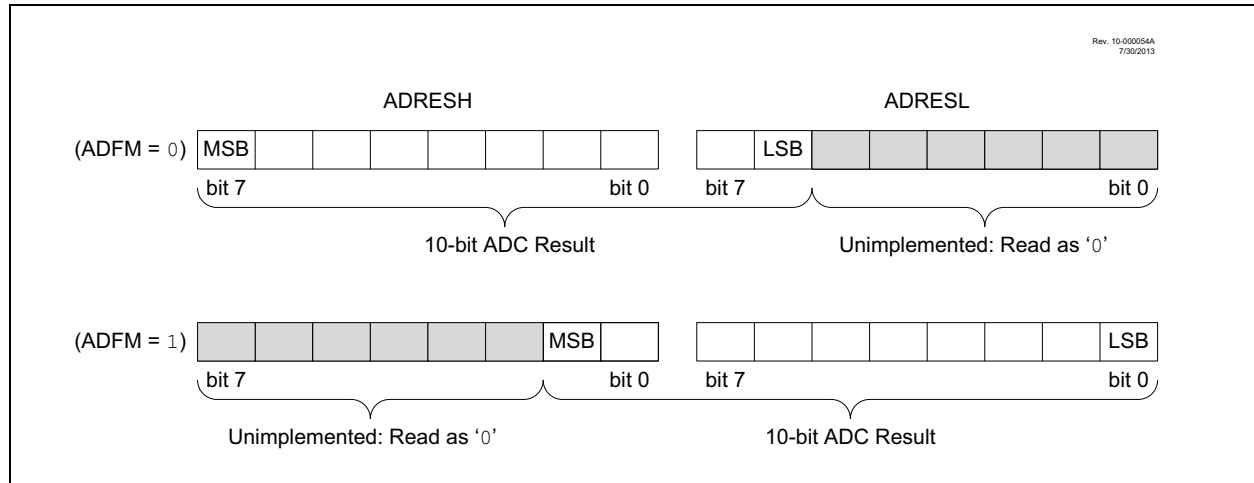 Rev. 10-000054A
7/30/2013
ADRESH ADRESL
(ADFM = 0) MSB LSB
bit 7 bit 0 bit 7 bit 0
10-bit ADC Result Unimplemented: Read as ‘0’
(ADFM = 1) MSB LSB
bit 7 bit 0 bit 7 bit 0
Unimplemented: Read as ‘0’ 10-bit ADC Result